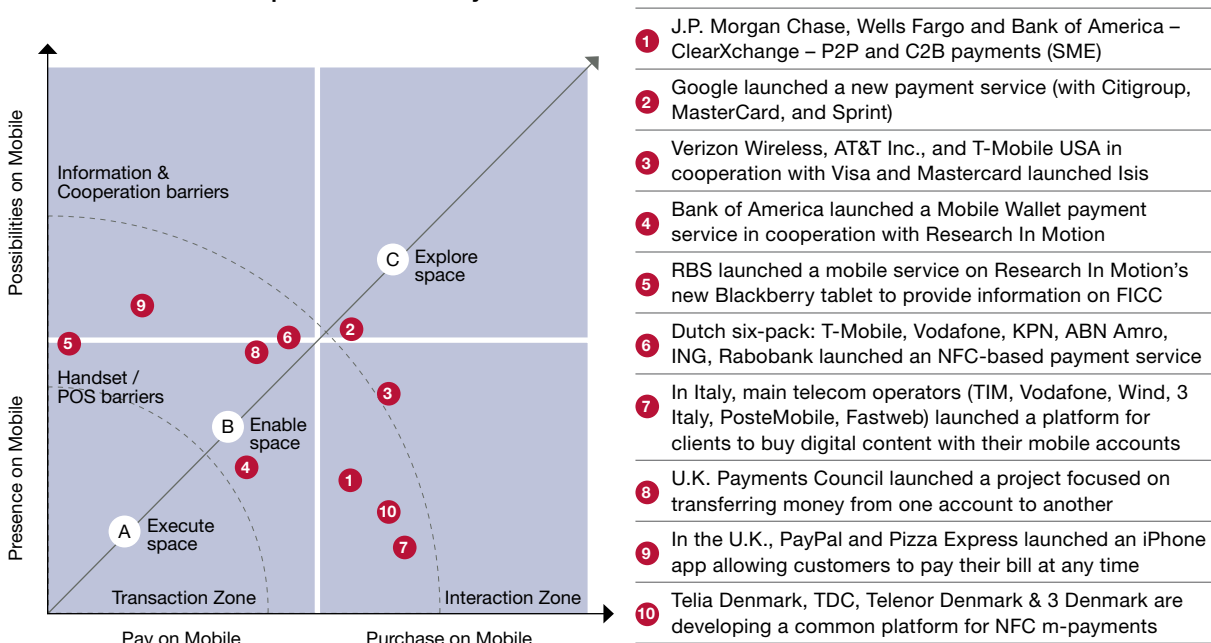 Possibilities on Mobile
Presence on Mobile
Information &
Cooperation barriers
C
Explore
space
9
2
6
5
8
Handset /
POS barriers
3
B
Enable
space
4
1
10
7
A
Execute
space
Transaction Zone
Interaction Zone
Pay on Mobile
Purchase on Mobile
1
J.P. Morgan Chase, Wells Fargo and Bank of America –
ClearXchange – P2P and C2B payments (SME)
2
Google launched a new payment service (with Citigroup,
MasterCard, and Sprint)
3
Verizon Wireless, AT&T Inc., and T-Mobile USA in
cooperation with Visa and Mastercard launched Isis
4
Bank of America launched a Mobile Wallet payment
service in cooperation with Research In Motion
5
RBS launched a mobile service on Research In Motion's
new Blackberry tablet to provide information on FICC
6
Dutch six-pack: T-Mobile, Vodafone, KPN, ABN Amro,
ING, Rabobank launched an NFC-based payment service
7
In Italy, main telecom operators (TIM, Vodafone, Wind, 3
Italy, PosteMobile, Fastweb) launched a platform for
clients to buy digital content with their mobile accounts
8
U.K. Payments Council launched a project focused on
transferring money from one account to another
9
In the U.K., PayPal and Pizza Express launched an iPhone
app allowing customers to pay their bill at any time
10
Telia Denmark, TDC, Telenor Denmark & 3 Denmark are
developing a common platform for NFC m-payments